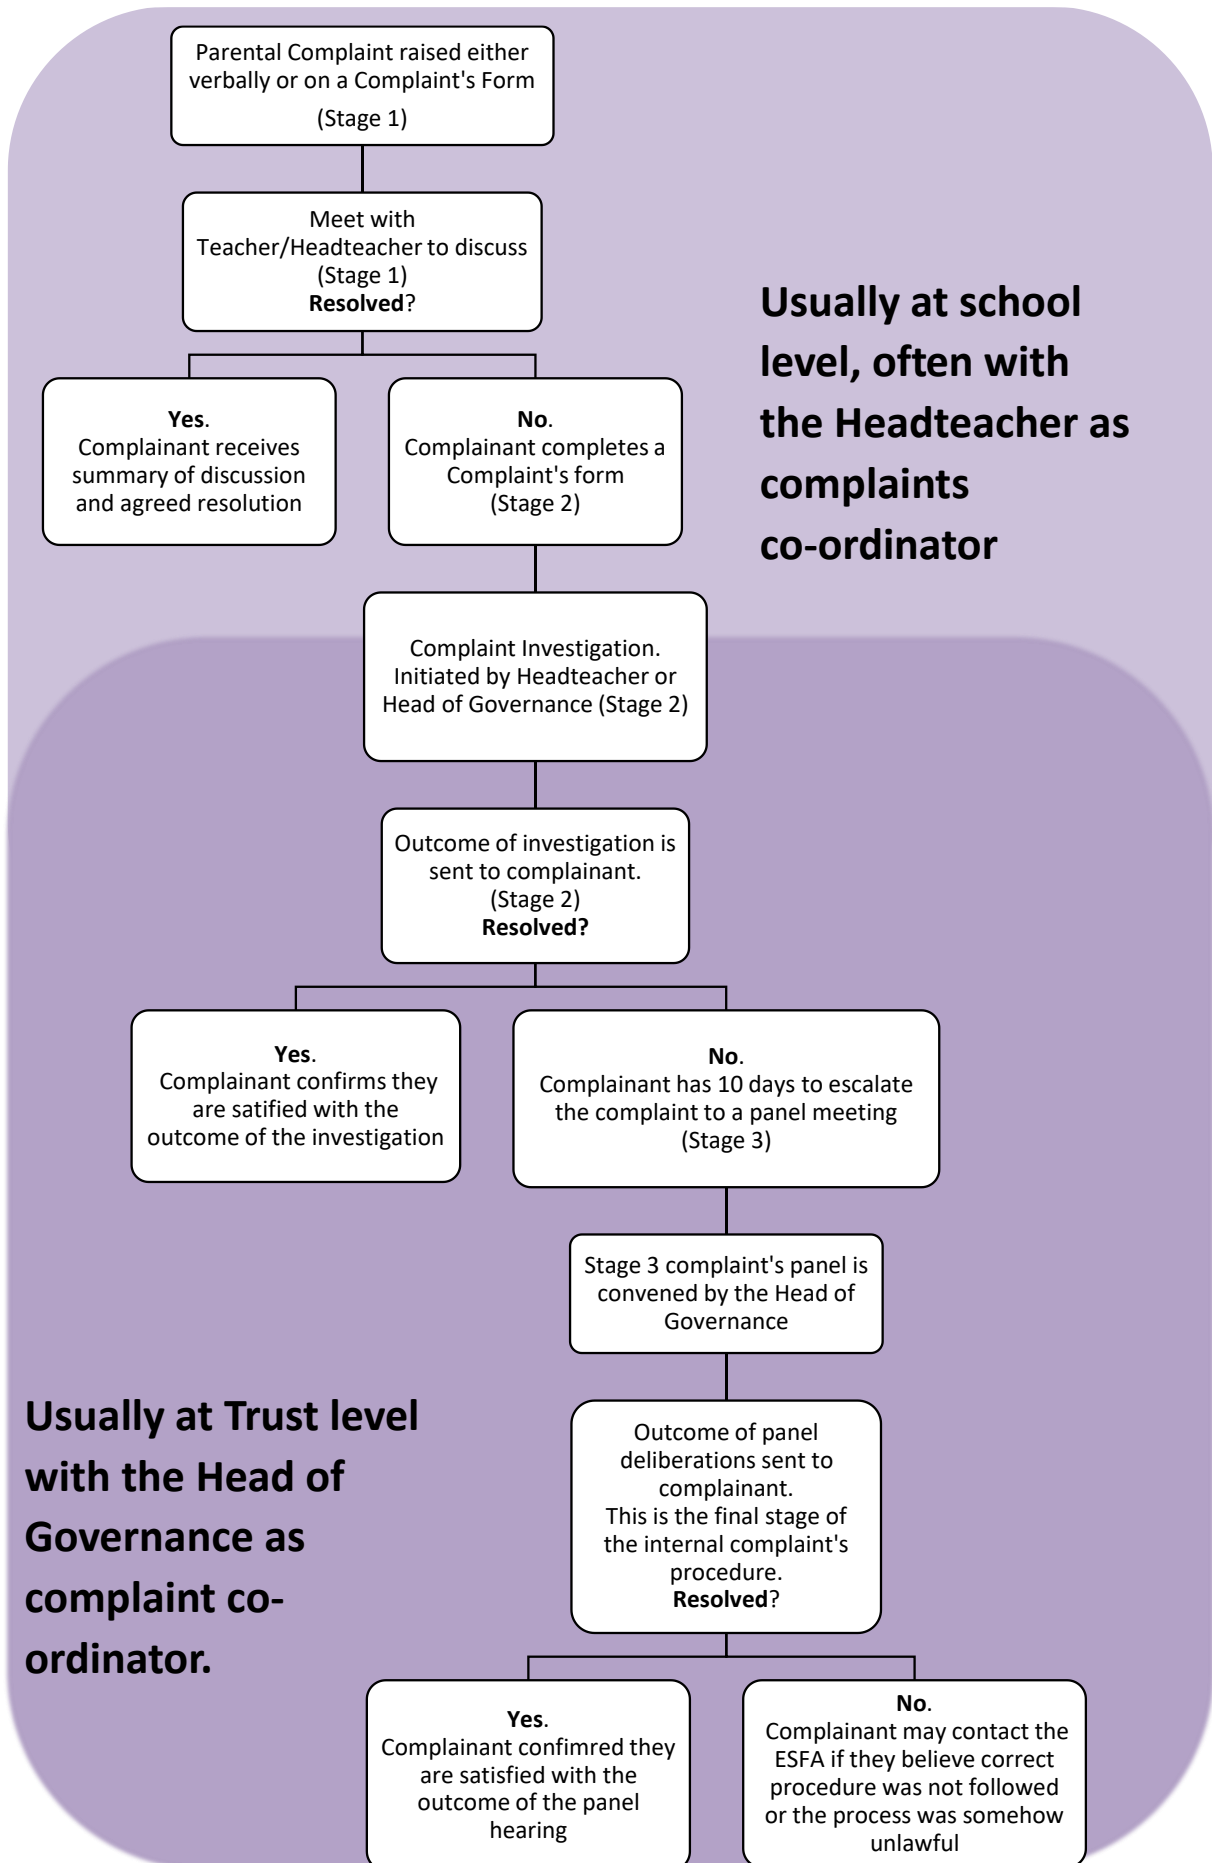 Parental Complaint raised either
verbally or on a Complaint's Form
(Stage 1)
Meet with
Teacher/Headteacher to discuss
(Stage 1)
Resolved?
Yes.
Complainant receives
summary of discussion
and agreed resolution
No.
Complainant completes a
Complaint's form
(Stage 2)
Usually at school
level, often with
the Headteacher as
complaints
co-ordinator
Complaint Investigation.
Initiated by Headteacher or
Head of Governance (Stage 2)
Outcome of investigation is
sent to complainant.
(Stage 2)
Resolved?
Yes.
Complainant confirms they
are satified with the
outcome of the investigation
No.
Complainant has 10 days to escalate
the complaint to a panel meeting
(Stage 3)
Stage 3 complaint's panel is
convened by the Head of
Governance
Usually at Trust level
with the Head of
Governance as
complaint co-
ordinator.
Outcome of panel
deliberations sent to
complainant.
This is the final stage of
the internal complaint's
procedure.
Resolved?
Yes.
Complainant confimred they
are satisfied with the
outcome of the panel
hearing
No.
Complainant may contact the
ESFA if they believe correct
procedure was not followed
or the process was somehow
unlawful